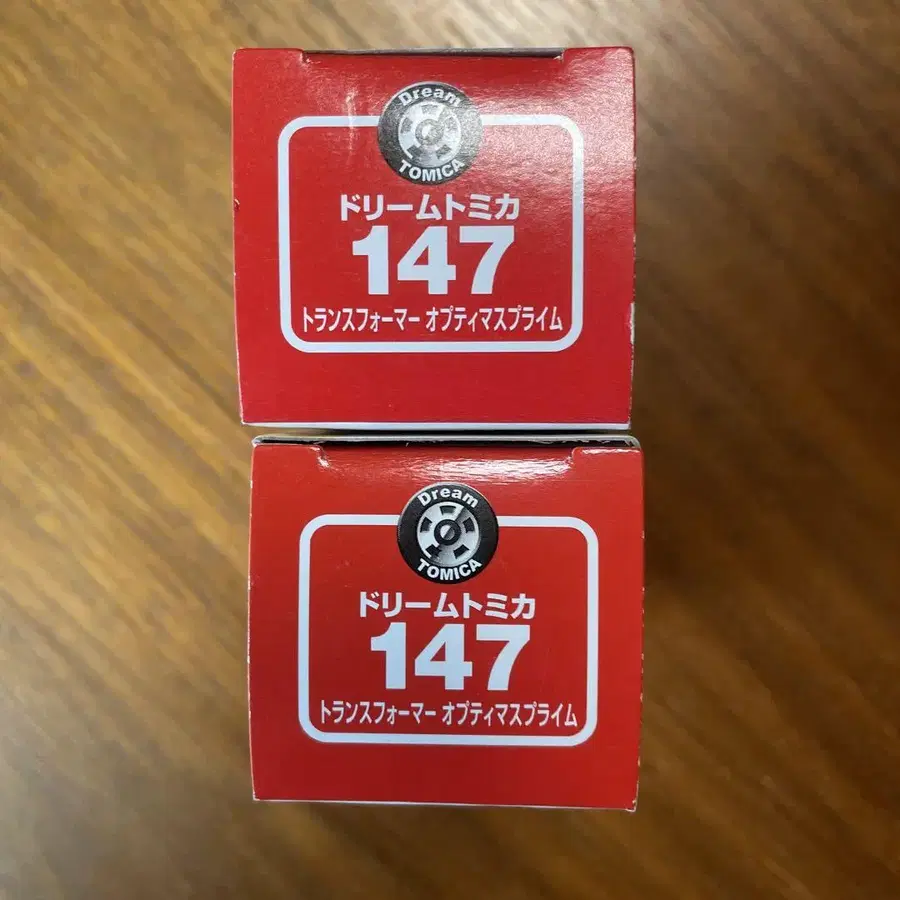 Dream
TOMICA
ドリームトミカ
147
トランスフォーマー オプティマスプライム
Dream
TOMICA
ドリームトミカ
147
トランスフォーマー オプティマスプライム